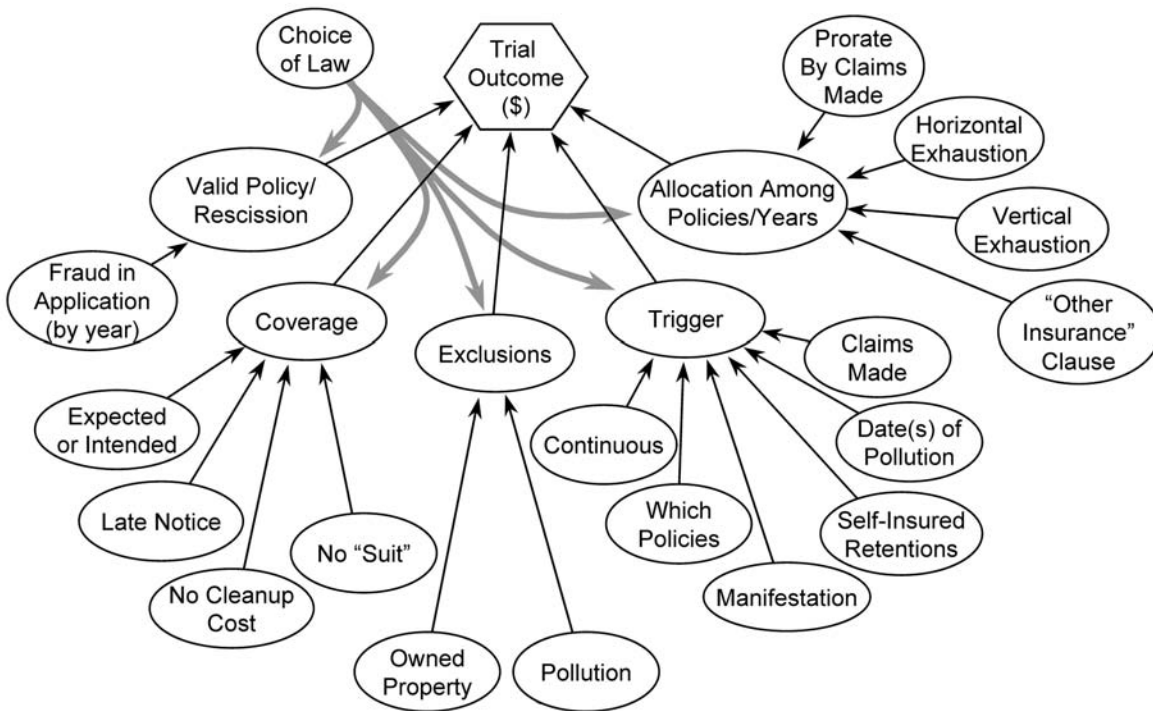 Choice
of Law
Trial
Outcome
($)
Prorate
By Claims
Made
Horizontal
Exhaustion
Valid Policy/
Rescission
Allocation Among
Policies/Years
Vertical
Exhaustion
Fraud in
Application
(by year)
Coverage
Exclusions
Trigger
“Other
Insurance”
Clause
Claims
Made
Expected
or Intended
Continuous
Date(s) of
Pollution
Late Notice
No “Suit”
Which
Policies
Self-Insured
Retentions
No Cleanup
Cost
Manifestation
Owned
Property
Pollution